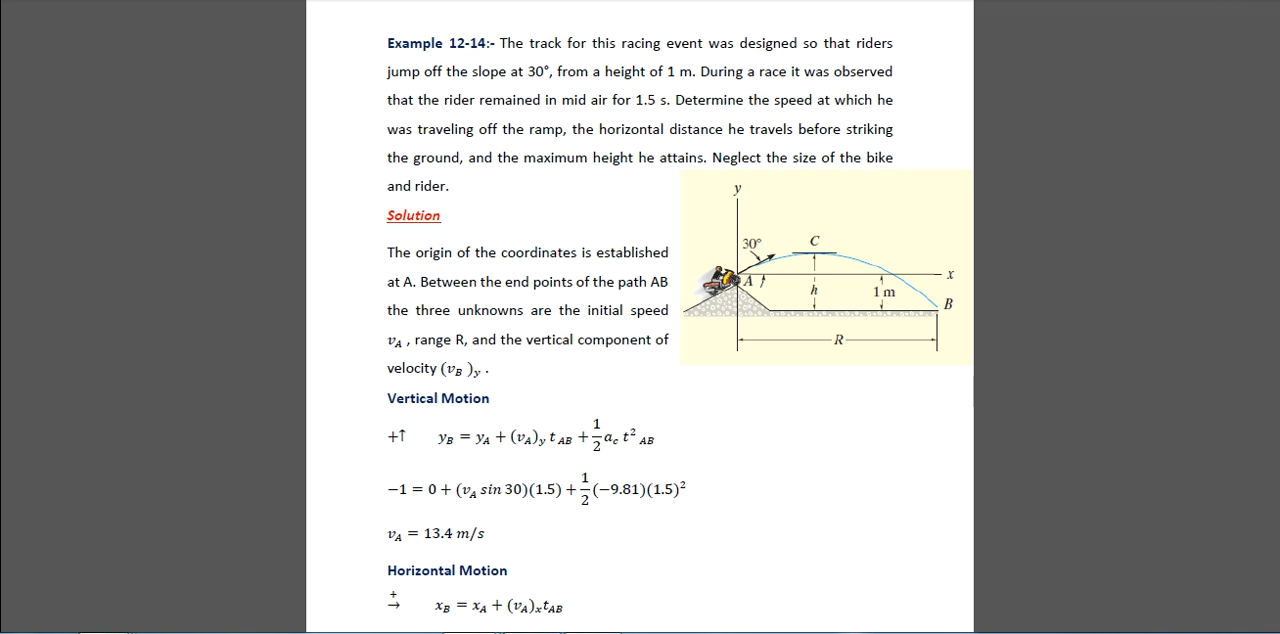 Example 12-14:- The track for this racing event was designed so that riders
jump off the slope at 30°, from a height of 1 m. During a race it was observed
that the rider remained in mid air for 1.5 s. Determine the speed at which he
was traveling off the ramp, the horizontal distance he travels before striking
the ground, and the maximum height he attains. Neglect the size of the bike
and rider.
Solution
The origin of the coordinates is established
at A. Between the end points of the path AB
the three unknowns are the initial speed
v_A , range R, and the vertical component of
velocity (v_B )_y .
y
30°
C
x
A
h
1 m
B
R
Vertical Motion
+↑ y_B = y_A + (v_A)_y t_AB + 1/2 a_c t²_AB
−1 = 0 + (v_A sin 30)(1.5) + 1/2 (−9.81)(1.5)²
v_A = 13.4 m/s
Horizontal Motion
+
→ x_B = x_A + (v_A)_x t_AB